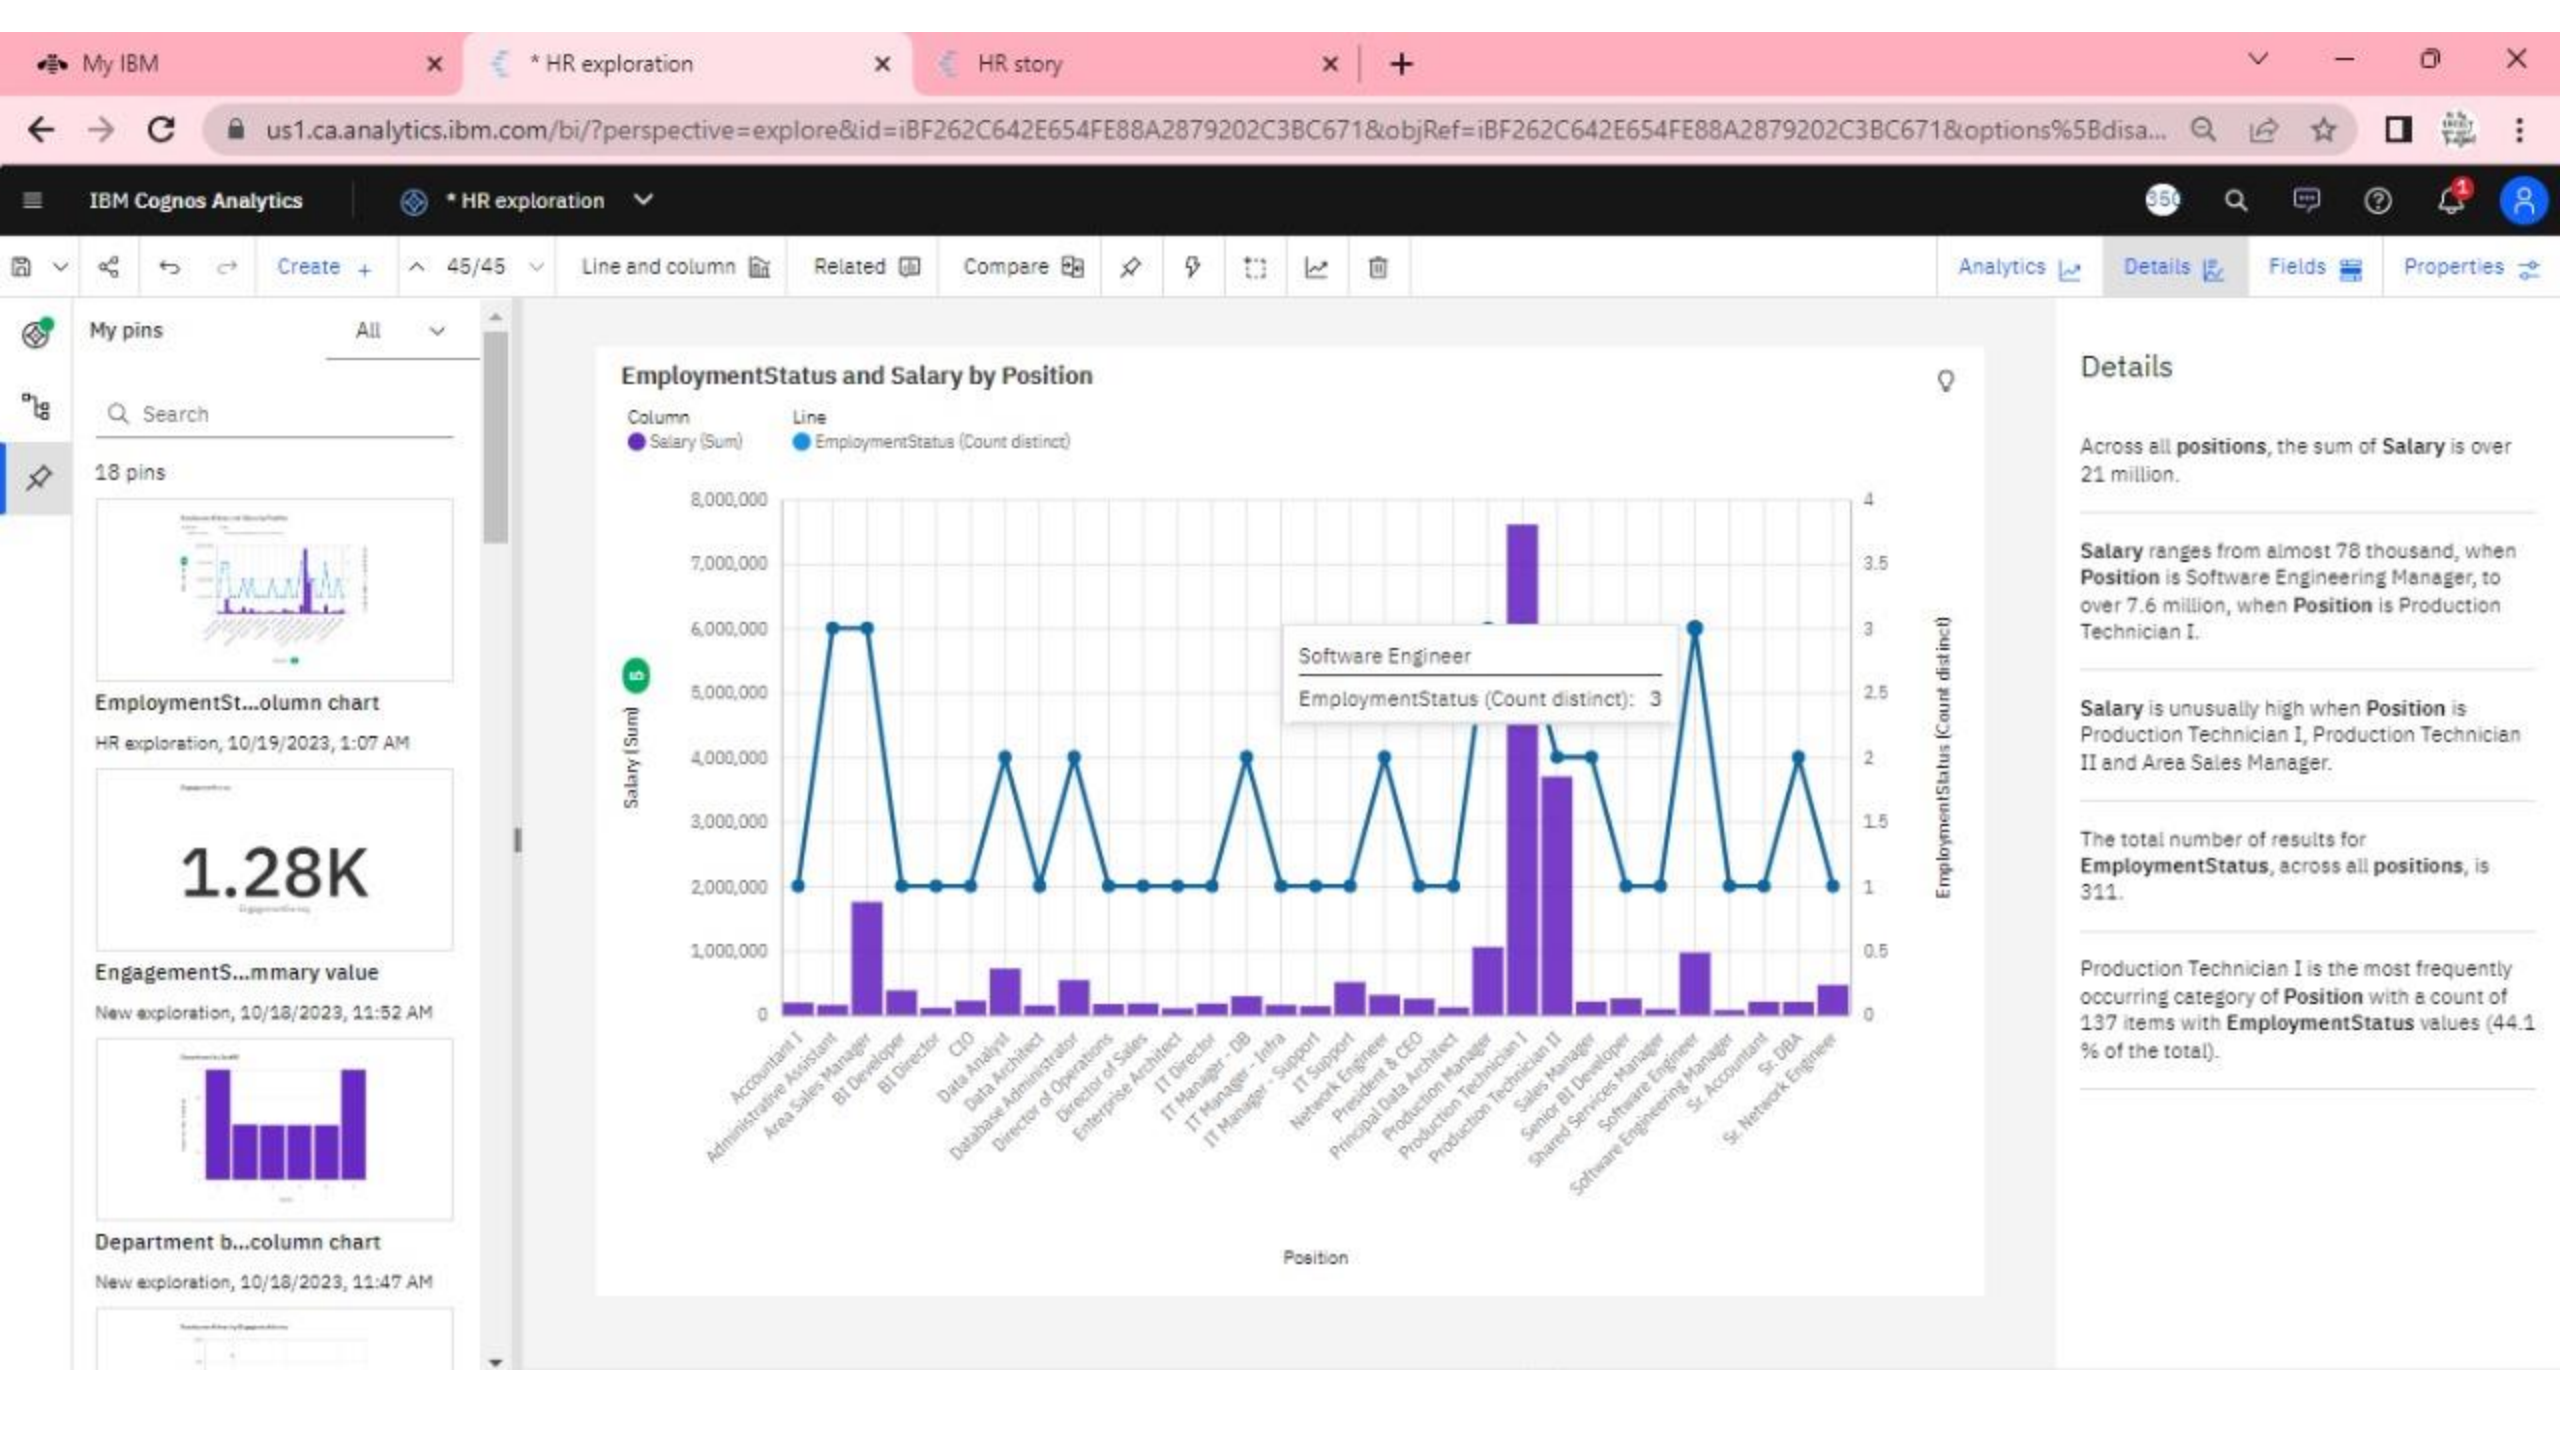 My IBM
* HR exploration
HR story
us1.ca.analytics.ibm.com/bi/?perspective=explore&id=iBF262C642E654FE88A2879202C3BC671&objRef=iBF262C642E654FE88A2879202C3BC671&options%5Bdisa...
IBM Cognos Analytics
* HR exploration
1
Create +
45/45
Line and column
Related
Compare
Analytics
Details
Fields
Properties
My pins
All
Search
18 pins
EmploymentSt...olumn chart
HR exploration, 10/19/2023, 1:07 AM
1.28K
EngagementS...mmary value
New exploration, 10/18/2023, 11:52 AM
Department b...column chart
New exploration, 10/18/2023, 11:47 AM
EmploymentStatus and Salary by Position
Column
Line
Salary (Sum)
EmploymentStatus (Count distinct)
8,000,000
7,000,000
6,000,000
5,000,000
4,000,000
3,000,000
2,000,000
1,000,000
0
4
3.5
3
2.5
2
1.5
1
0.5
0
5
Salary (Sum)
EmploymentStatus (Count distinct)
Software Engineer
EmploymentStatus (Count distinct): 3
Accountant I
Administrative Assistant
Area Sales Manager
BI Developer
BI Director
CIO
Data Analyst
Data Architect
Database Administrator
Director of Operations
Director of Sales
Enterprise Architect
IT Director
IT Manager - DB
IT Manager - Infra
IT Manager - Support
IT Support
Network Engineer
President & CEO
Principal Data Architect
Production Manager
Production Technician I
Production Technician II
Sales Manager
Senior BI Developer
Shared Services Manager
Software Engineer
Software Engineering Manager
Sr. Accountant
Sr. DBA
Sr. Network Engineer
Position
Details
Across all positions, the sum of Salary is over
21 million.
Salary ranges from almost 78 thousand, when
Position is Software Engineering Manager, to
over 7.6 million, when Position is Production
Technician I.
Salary is unusually high when Position is
Production Technician I, Production Technician
II and Area Sales Manager.
The total number of results for
EmploymentStatus, across all positions, is
311.
Production Technician I is the most frequently
occurring category of Position with a count of
137 items with EmploymentStatus values (44.1
% of the total).